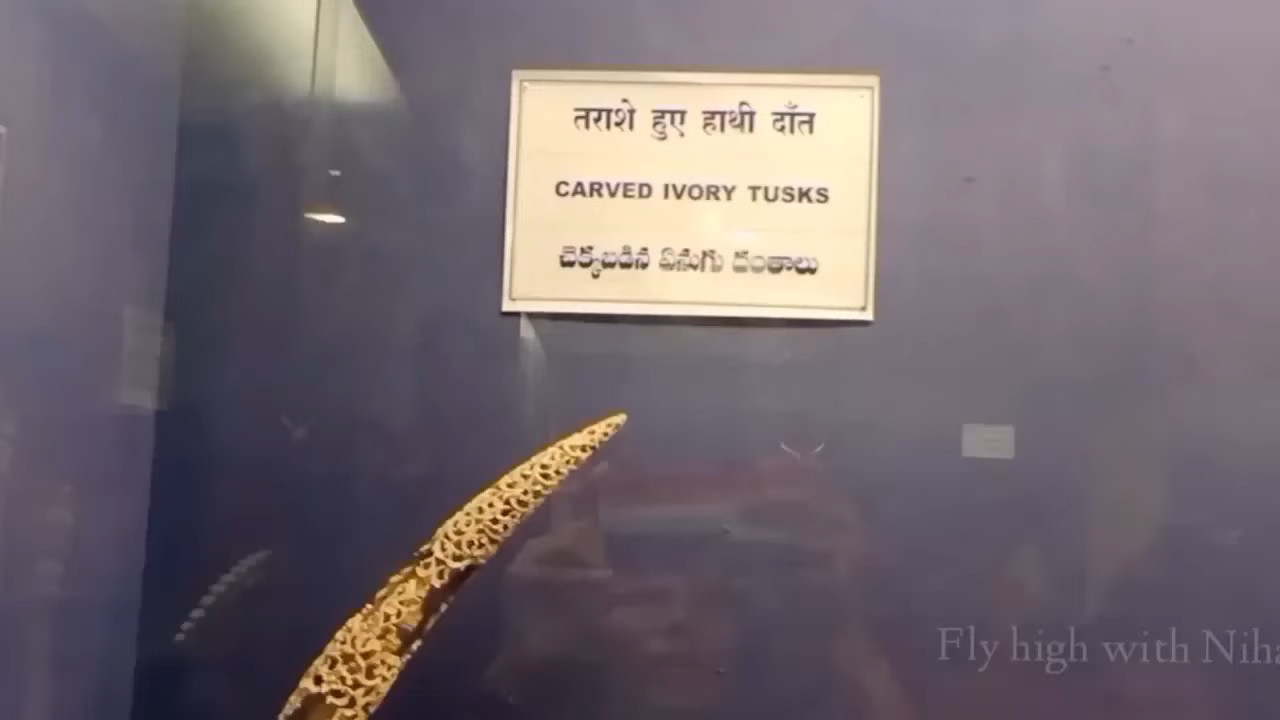 तराशे हुए हाथी दाँत
CARVED IVORY TUSKS
చెక్కబడిన ఏనుగు దంతాలు
Fly high with Niha